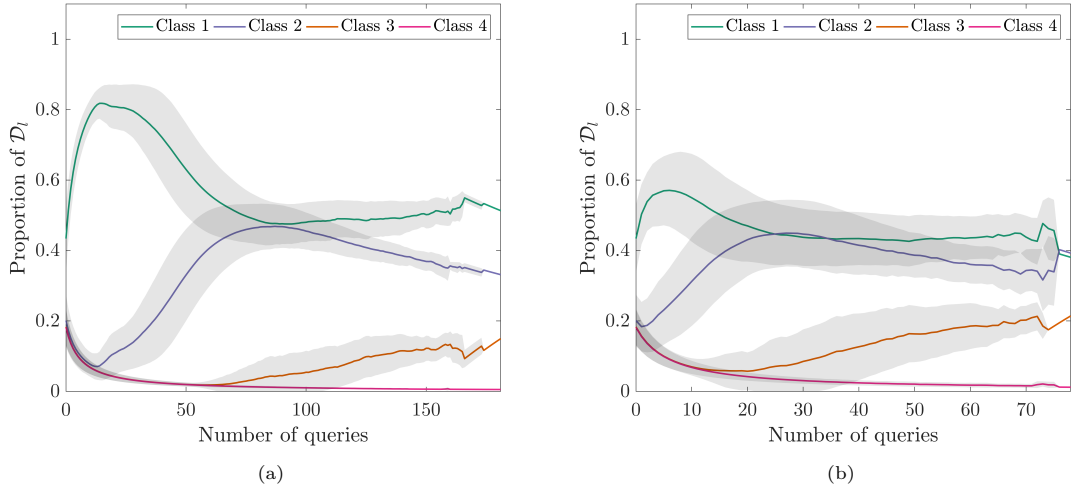 Class 1 Class 2 Class 3 Class 4
1
0.8
0.6
0.4
0.2
0
Proportion of 𝒟ₗ
0 50 100 150
Number of queries
(a)
Class 1 Class 2 Class 3 Class 4
1
0.8
0.6
0.4
0.2
0
Proportion of 𝒟ₗ
0 10 20 30 40 50 60 70
Number of queries
(b)